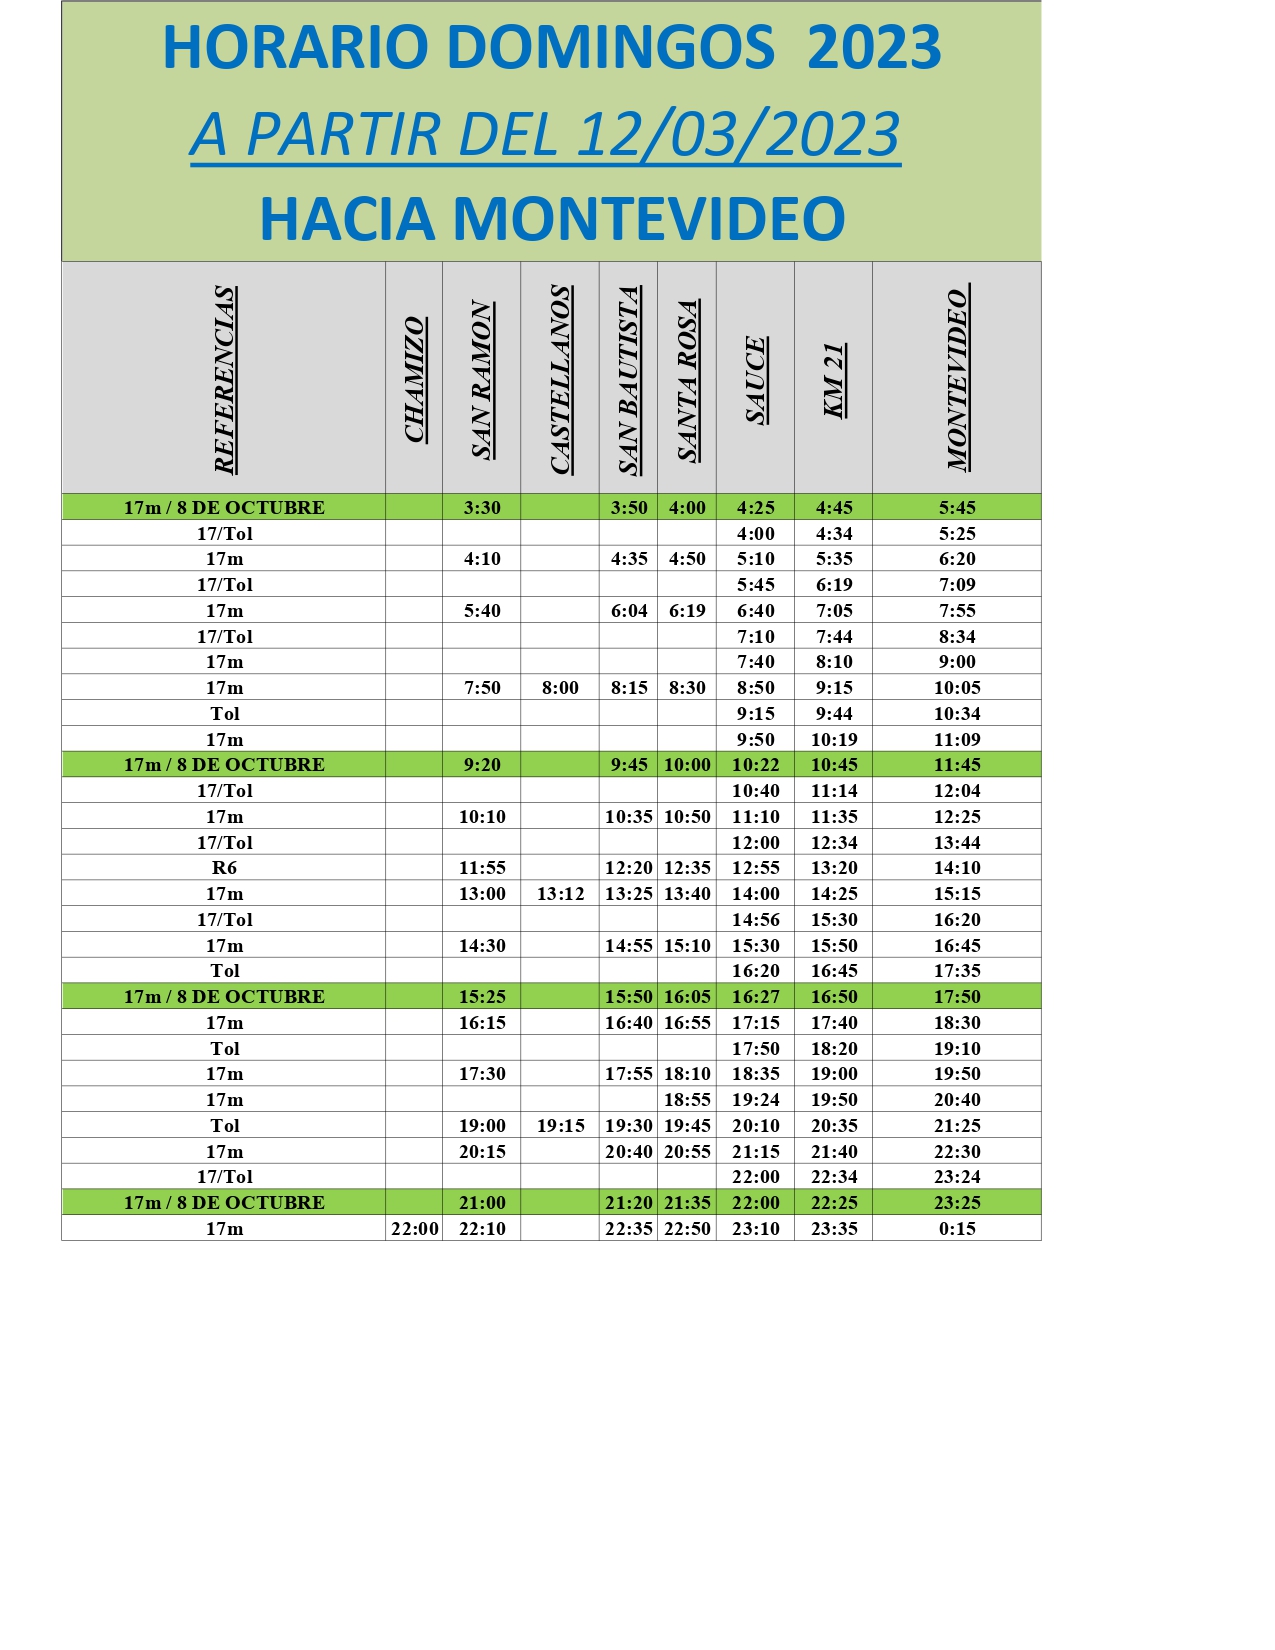 HORARIO DOMINGOS 2023
A PARTIR DEL 12/03/2023
HACIA MONTEVIDEO
REFERENCIAS CHAMIZO SAN RAMON CASTELLANOS SAN BAUTISTA SANTA ROSA SAUCE KM 21 MONTEVIDEO
17m / 8 DE OCTUBRE 3:30 3:50 4:00 4:25 4:45 5:45
17/Tol 4:00 4:34 5:25
17m 4:10 4:35 4:50 5:10 5:35 6:20
17/Tol 5:45 6:19 7:09
17m 5:40 6:04 6:19 6:40 7:05 7:55
17/Tol 7:10 7:44 8:34
17m 7:40 8:10 9:00
17m 7:50 8:00 8:15 8:30 8:50 9:15 10:05
Tol 9:15 9:44 10:34
17m 9:50 10:19 11:09
17m / 8 DE OCTUBRE 9:20 9:45 10:00 10:22 10:45 11:45
17/Tol 10:40 11:14 12:04
17m 10:10 10:35 10:50 11:10 11:35 12:25
17/Tol 12:00 12:34 13:44
R6 11:55 12:20 12:35 12:55 13:20 14:10
17m 13:00 13:12 13:25 13:40 14:00 14:25 15:15
17/Tol 14:56 15:30 16:20
17m 14:30 14:55 15:10 15:30 15:50 16:45
Tol 16:20 16:45 17:35
17m / 8 DE OCTUBRE 15:25 15:50 16:05 16:27 16:50 17:50
17m 16:15 16:40 16:55 17:15 17:40 18:30
Tol 17:50 18:20 19:10
17m 17:30 17:55 18:10 18:35 19:00 19:50
17m 18:55 19:24 19:50 20:40
Tol 19:00 19:15 19:30 19:45 20:10 20:35 21:25
17m 20:15 20:40 20:55 21:15 21:40 22:30
17/Tol 22:00 22:34 23:24
17m / 8 DE OCTUBRE 21:00 21:20 21:35 22:00 22:25 23:25
17m 22:00 22:10 22:35 22:50 23:10 23:35 0:15